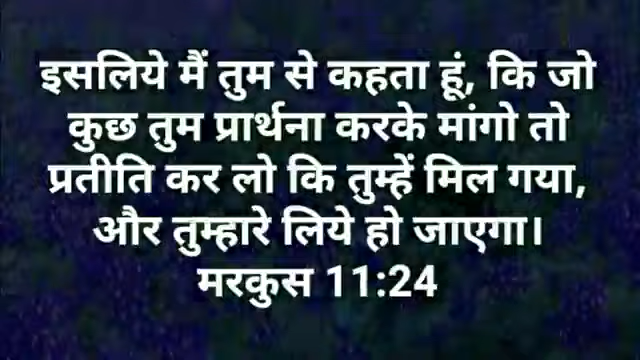 इसलिये मैं तुम से कहता हूं, कि जो
कुछ तुम प्रार्थना करके मांगो तो
प्रतीति कर लो कि तुम्हें मिल गया,
और तुम्हारे लिये हो जाएगा।
मरकुस 11:24